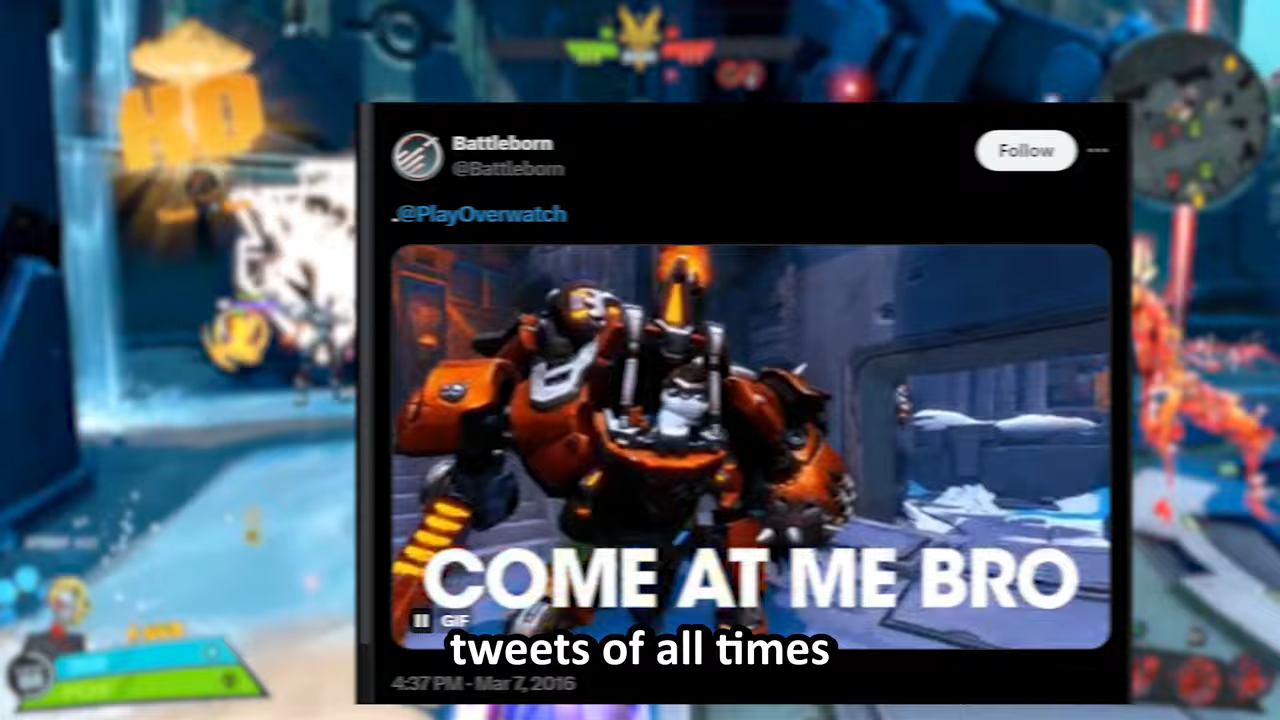 KO
Battleborn
@Battleborn
Follow
.@PlayOverwatch
COME AT ME BRO
GIF
tweets of all times
4:37 PM - Mar 7, 2016